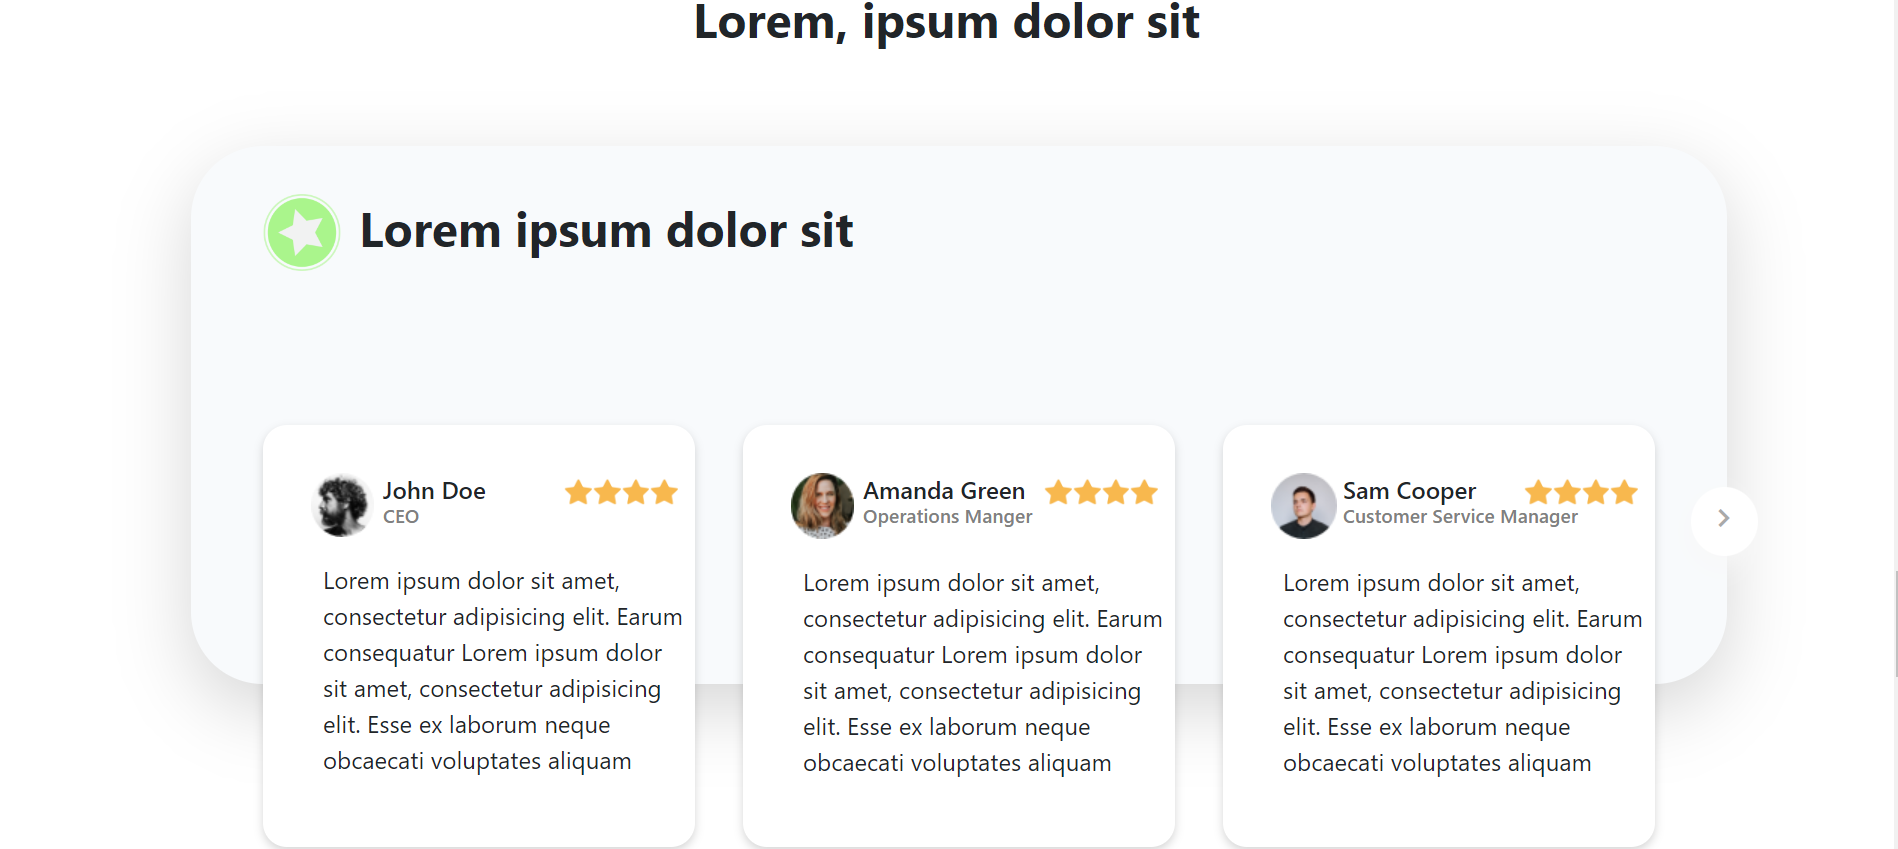 Lorem, ipsum dolor sit
Lorem ipsum dolor sit
John Doe
CEO
Lorem ipsum dolor sit amet,
consectetur adipisicing elit. Earum
consequatur Lorem ipsum dolor
sit amet, consectetur adipisicing
elit. Esse ex laborum neque
obcaecati voluptates aliquam
Amanda Green
Operations Manger
Lorem ipsum dolor sit amet,
consectetur adipisicing elit. Earum
consequatur Lorem ipsum dolor
sit amet, consectetur adipisicing
elit. Esse ex laborum neque
obcaecati voluptates aliquam
Sam Cooper
Customer Service Manager
Lorem ipsum dolor sit amet,
consectetur adipisicing elit. Earum
consequatur Lorem ipsum dolor
sit amet, consectetur adipisicing
elit. Esse ex laborum neque
obcaecati voluptates aliquam